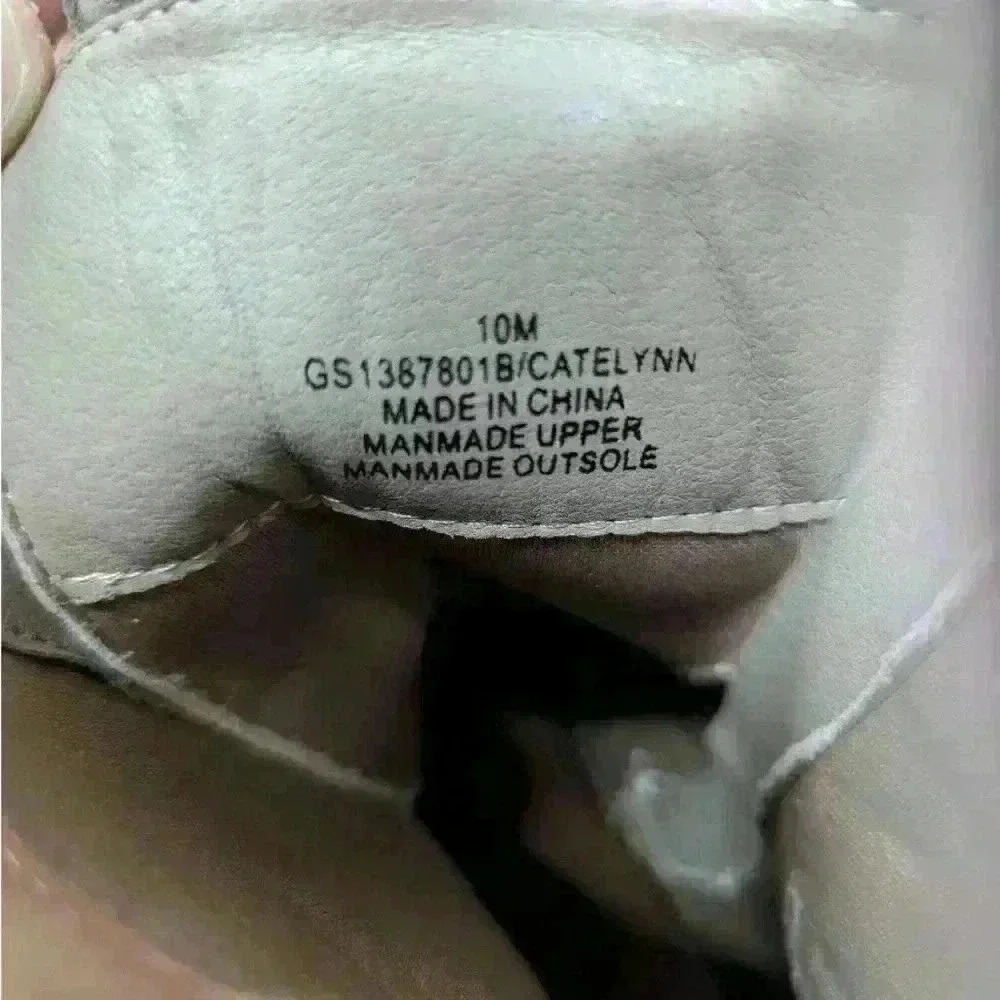 10M
GS1387801B/CATELYNN
MADE IN CHINA
MANMADE UPPER
MANMADE OUTSOLE